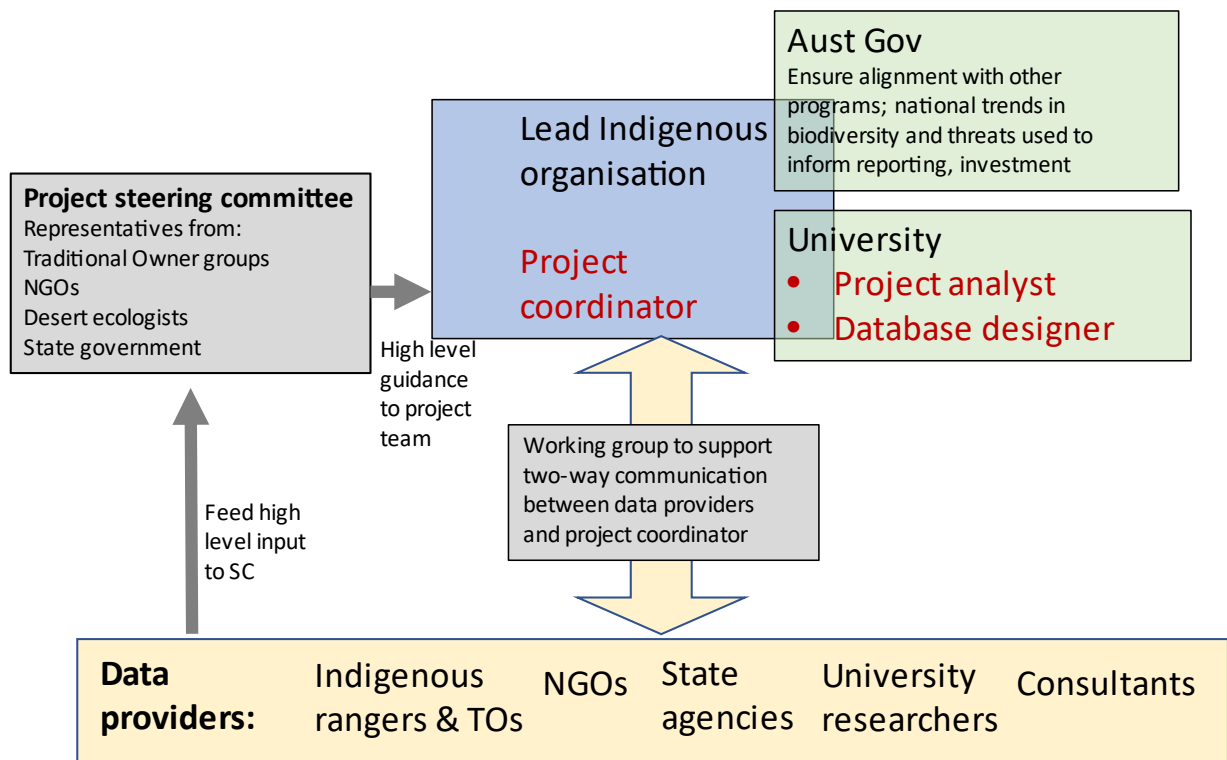 Aust Gov
Ensure alignment with other
programs; national trends in
biodiversity and threats used to
inform reporting, investment
Lead Indigenous
organisation
Project
coordinator
Project steering committee
Representatives from:
Traditional Owner groups
NGOs
Desert ecologists
State government
University
• Project analyst
• Database designer
High level
guidance
to project
team
Working group to support
two-way communication
between data providers
and project coordinator
Feed high
level input
to SC
Data
providers:
Indigenous
rangers & TOs
NGOs
State
agencies
University
researchers
Consultants